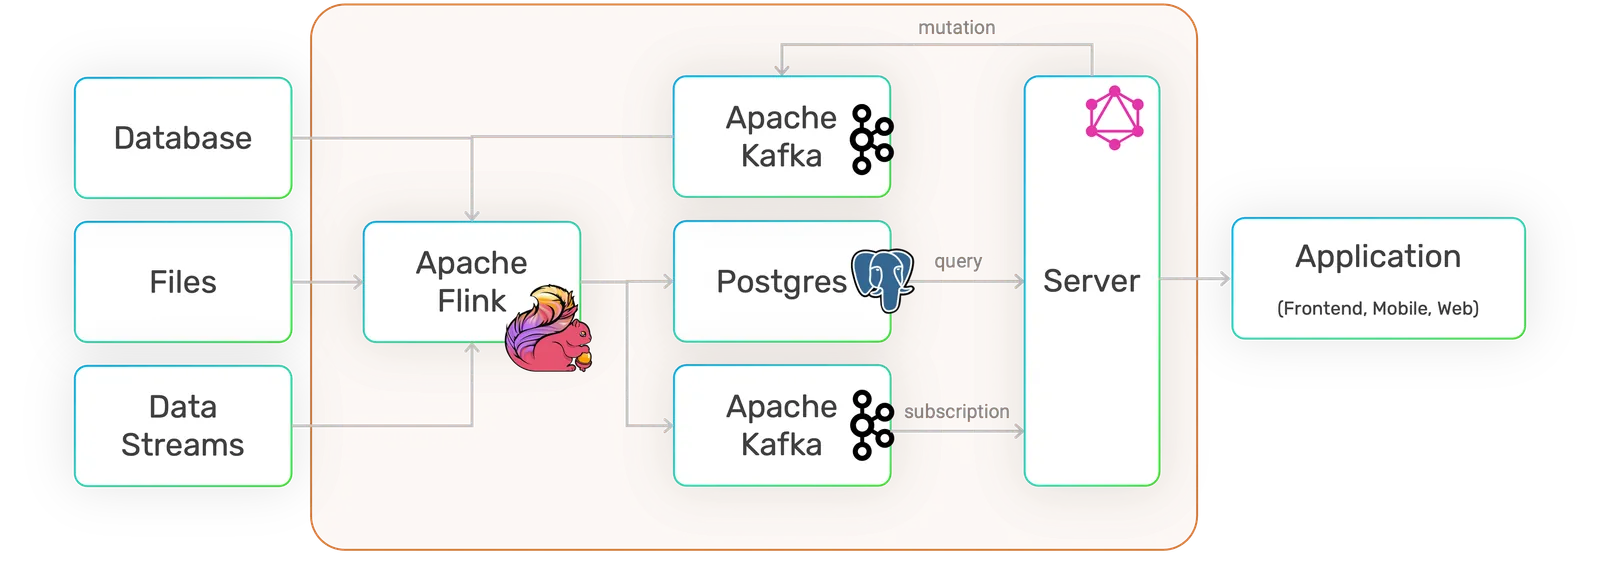 mutation
Database
Apache
Kafka
Files
Apache
Flink
Postgres
query
Server
Application
(Frontend, Mobile, Web)
Data
Streams
Apache
Kafka
subscription